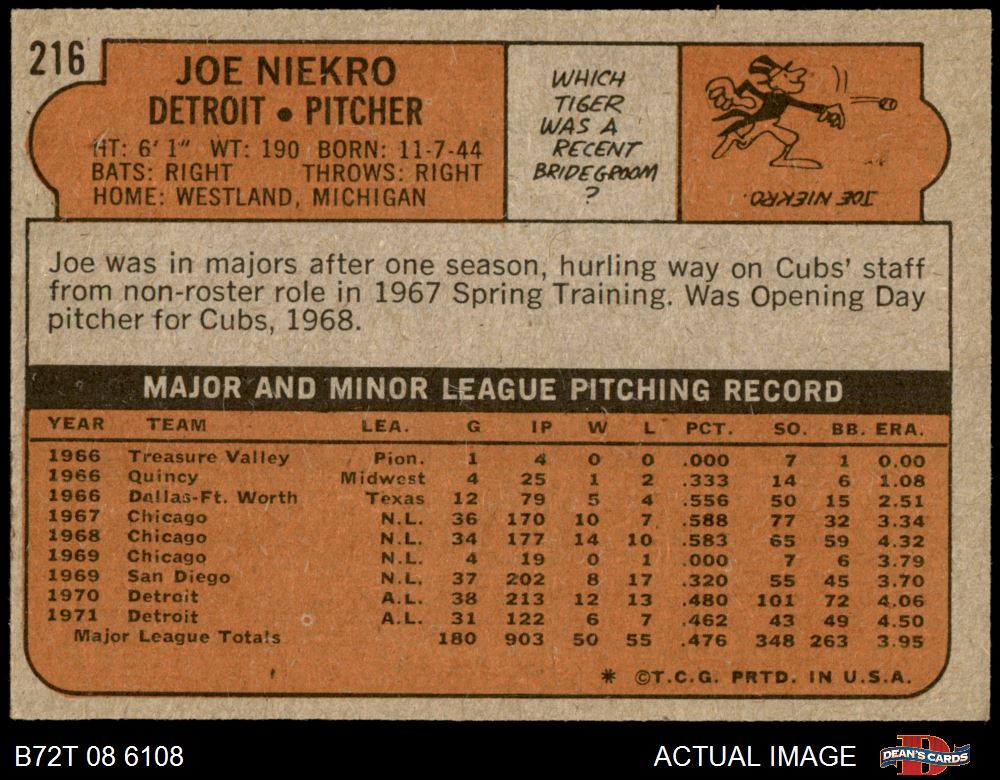 216
JOE NIEKRO
DETROIT • PITCHER
HT: 6' 1" WT: 190 BORN: 11-7-44
BATS: RIGHT THROWS: RIGHT
HOME: WESTLAND, MICHIGAN
WHICH
TIGER
WAS A
RECENT
BRIDEGROOM
?
JOE NIEKRO.
Joe was in majors after one season, hurling way on Cubs' staff
from non-roster role in 1967 Spring Training. Was Opening Day
pitcher for Cubs, 1968.
MAJOR AND MINOR LEAGUE PITCHING RECORD
YEAR TEAM LEA. G IP W L PCT. SO. BB. ERA.
1966 Treasure Valley Pion. 1 4 0 0 .000 7 1 0.00
1966 Quincy Midwest 4 25 1 2 .333 14 6 1.08
1966 Dallas-Ft. Worth Texas 12 79 5 4 .556 50 15 2.51
1967 Chicago N.L. 36 170 10 7 .588 77 32 3.34
1968 Chicago N.L. 34 177 14 10 .583 65 59 4.32
1969 Chicago N.L. 4 19 0 1 .000 7 6 3.79
1969 San Diego N.L. 37 202 8 17 .320 55 45 3.70
1970 Detroit A.L. 38 213 12 13 .480 101 72 4.06
1971 Detroit A.L. 31 122 6 7 .462 43 49 4.50
Major League Totals 180 903 50 55 .476 348 263 3.95
* ©T.C.G. PRTD. IN U.S.A.
B72T 08 6108 ACTUAL IMAGE DEAN'S CARDS